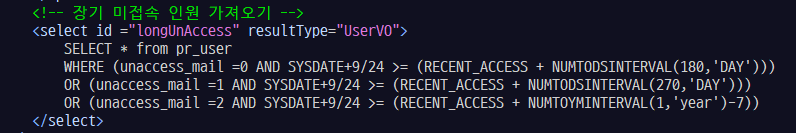 <!-- 장기 미접속 인원 가져오기 -->
<select id ="longUnAccess" resultType="UserVO">
SELECT * from pr_user
WHERE (unaccess_mail =0 AND SYSDATE+9/24 >= (RECENT_ACCESS + NUMTODSINTERVAL(180,'DAY')))
OR (unaccess_mail =1 AND SYSDATE+9/24 >= (RECENT_ACCESS + NUMTODSINTERVAL(270,'DAY')))
OR (unaccess_mail =2 AND SYSDATE+9/24 >= (RECENT_ACCESS + NUMTOYMINTERVAL(1,'year')-7))
</select>